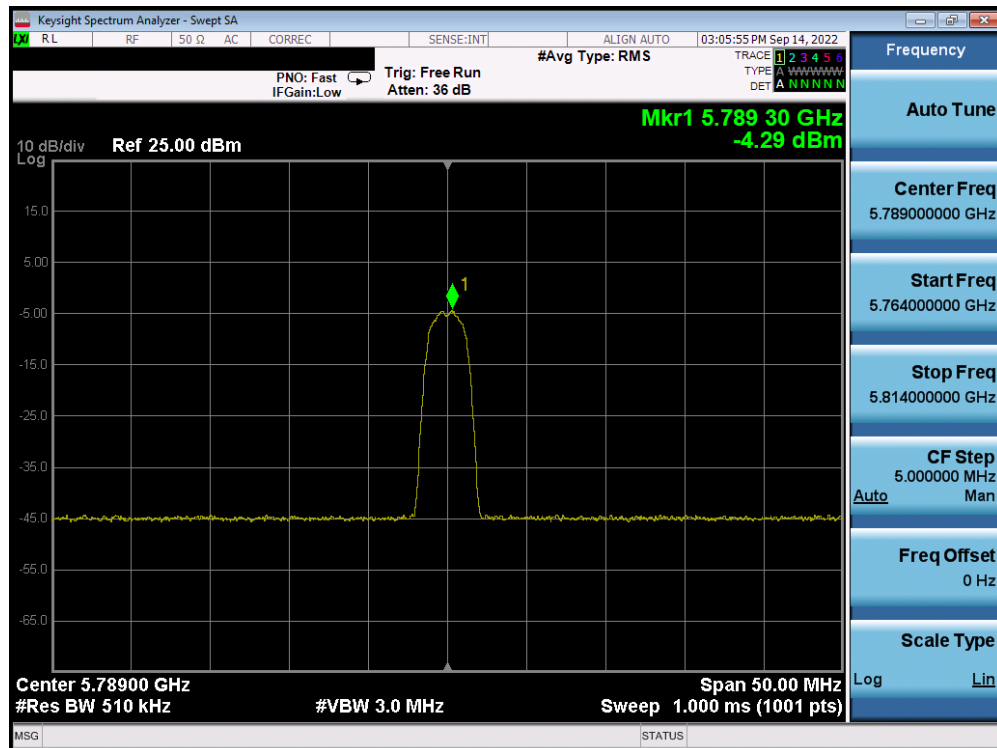 Keysight Spectrum Analyzer - Swept SA
LXI RL RF 50 Ω AC CORREC SENSE:INT ALIGN AUTO 03:05:55 PM Sep 14, 2022
#Avg Type: RMS TRACE 1 2 3 4 5 6
PNO: Fast Trig: Free Run TYPE A WWWWW
IFGain:Low Atten: 36 dB DET A N N N N N
Mkr1 5.789 30 GHz
-4.29 dBm
10 dB/div Ref 25.00 dBm
Log
15.0
5.00
1
-5.00
-15.0
-25.0
-35.0
-45.0
-55.0
-65.0
Center 5.78900 GHz Span 50.00 MHz
#Res BW 510 kHz #VBW 3.0 MHz Sweep 1.000 ms (1001 pts)
MSG STATUS
Frequency
Auto Tune
Center Freq
5.789000000 GHz
Start Freq
5.764000000 GHz
Stop Freq
5.814000000 GHz
CF Step
5.000000 MHz
Auto Man
Freq Offset
0 Hz
Scale Type
Log Lin